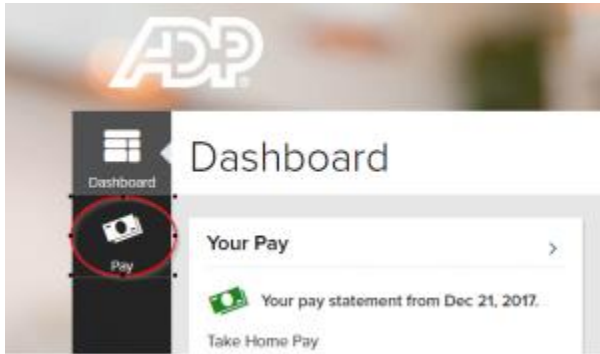 ADP
Dashboard
Dashboard
Pay
Your Pay
Your pay statement from Dec 21, 2017.
Take Home Pay